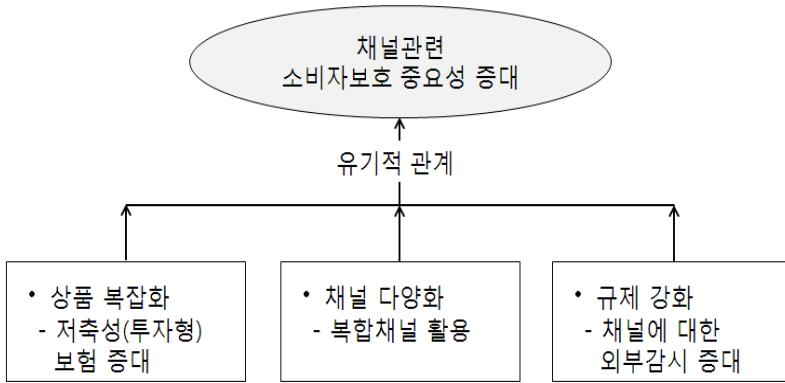 채널관련
소비자보호 중요성 증대
유기적 관계
• 상품 복잡화
- 저축성(투자형)
보험 증대
• 채널 다양화
- 복합채널 활용
• 규제 강화
- 채널에 대한
외부감시 증대